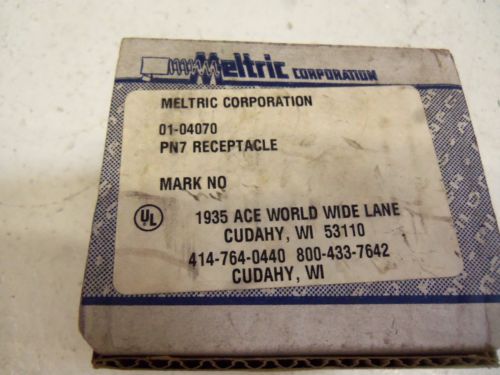 Meltric CORPORATION
MELTRIC CORPORATION
01-04070
PN7 RECEPTACLE
MARK NO
UL
1935 ACE WORLD WIDE LANE
CUDAHY, WI 53110
414-764-0440 800-433-7642
CUDAHY, WI